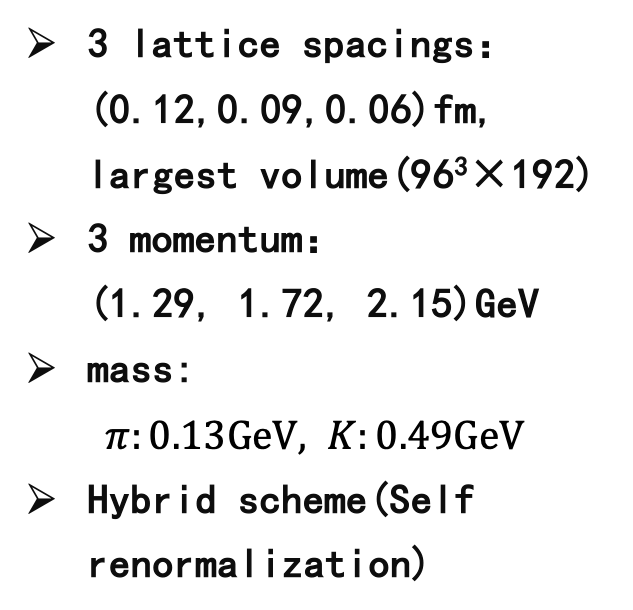 ➢ 3 lattice spacings:
(0.12,0.09,0.06)fm,
largest volume(96³×192)
➢ 3 momentum:
(1.29, 1.72, 2.15)GeV
➢ mass:
π:0.13GeV, K:0.49GeV
➢ Hybrid scheme(Self
renormalization)